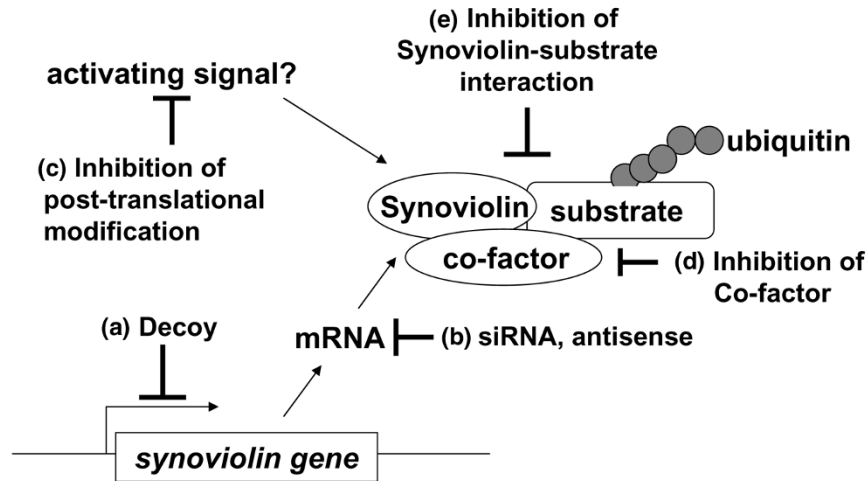 (e) Inhibition of
Synoviolin-substrate
interaction
activating signal?
ubiquitin
(c) Inhibition of
post-translational
modification
Synoviolin
substrate
co-factor
(d) Inhibition of
Co-factor
(a) Decoy
mRNA
(b) siRNA, antisense
synoviolin gene